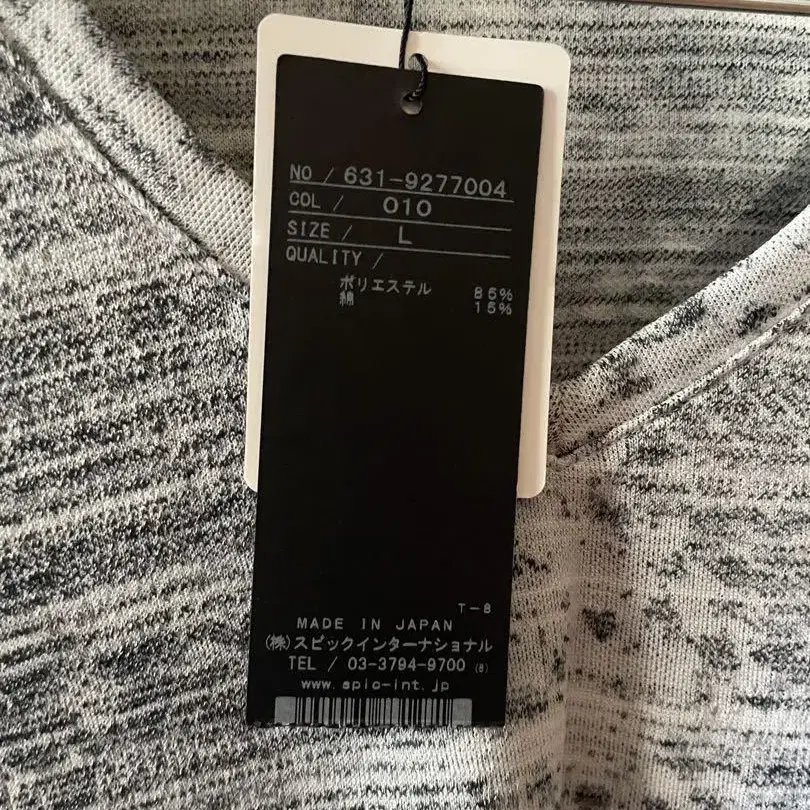 NO / 631-9277004
COL / 010
SIZE / L
QUALITY /
ポリエステル 85%
綿 15%
T-8
MADE IN JAPAN
(株)スピックインターナショナル
TEL / 03-3794-9700 (8)
www.spic-int.jp